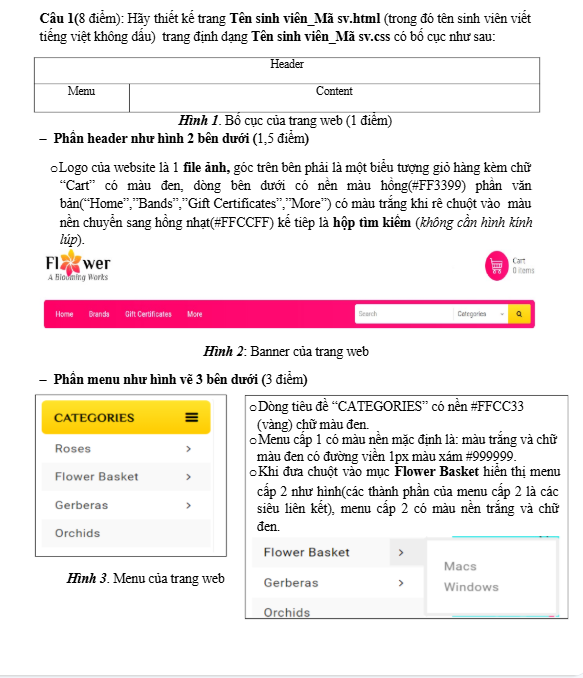 Câu 1(8 điểm): Hãy thiết kế trang Tên sinh viên_Mã sv.html (trong đó tên sinh viên viết
tiếng việt không dấu) trang định dạng Tên sinh viên_Mã sv.css có bố cục như sau:
Header
Menu Content
Hình 1. Bố cục của trang web (1 điểm)
– Phần header như hình 2 bên dưới (1,5 điểm)
oLogo của website là 1 file ảnh, góc trên bên phải là một biểu tượng giỏ hàng kèm chữ
“Cart” có màu đen, dòng bên dưới có nền màu hồng(#FF3399) phần văn
bản(“Home”,”Bands”,”Gift Certificates”,”More”) có màu trắng khi rê chuột vào màu
nền chuyển sang hồng nhạt(#FFCCFF) kế tiếp là hộp tìm kiếm (không cần hình kính
lúp).
Flower
A Blooming Works
Cart
0 items
Home Brands Gift Certificates More Search Categories
Hình 2: Banner của trang web
– Phần menu như hình vẽ 3 bên dưới (3 điểm)
CATEGORIES
Roses
Flower Basket
Gerberas
Orchids
Hình 3. Menu của trang web
oDòng tiêu đề “CATEGORIES” có nền #FFCC33
(vàng) chữ màu đen.
oMenu cấp 1 có màu nền mặc định là: màu trắng và chữ
màu đen có đường viền 1px màu xám #999999.
oKhi đưa chuột vào mục Flower Basket hiển thị menu
cấp 2 như hình(các thành phần của menu cấp 2 là các
siêu liên kết), menu cấp 2 có màu nền trắng và chữ
đen.
Flower Basket
Gerberas
Orchids
Macs
Windows